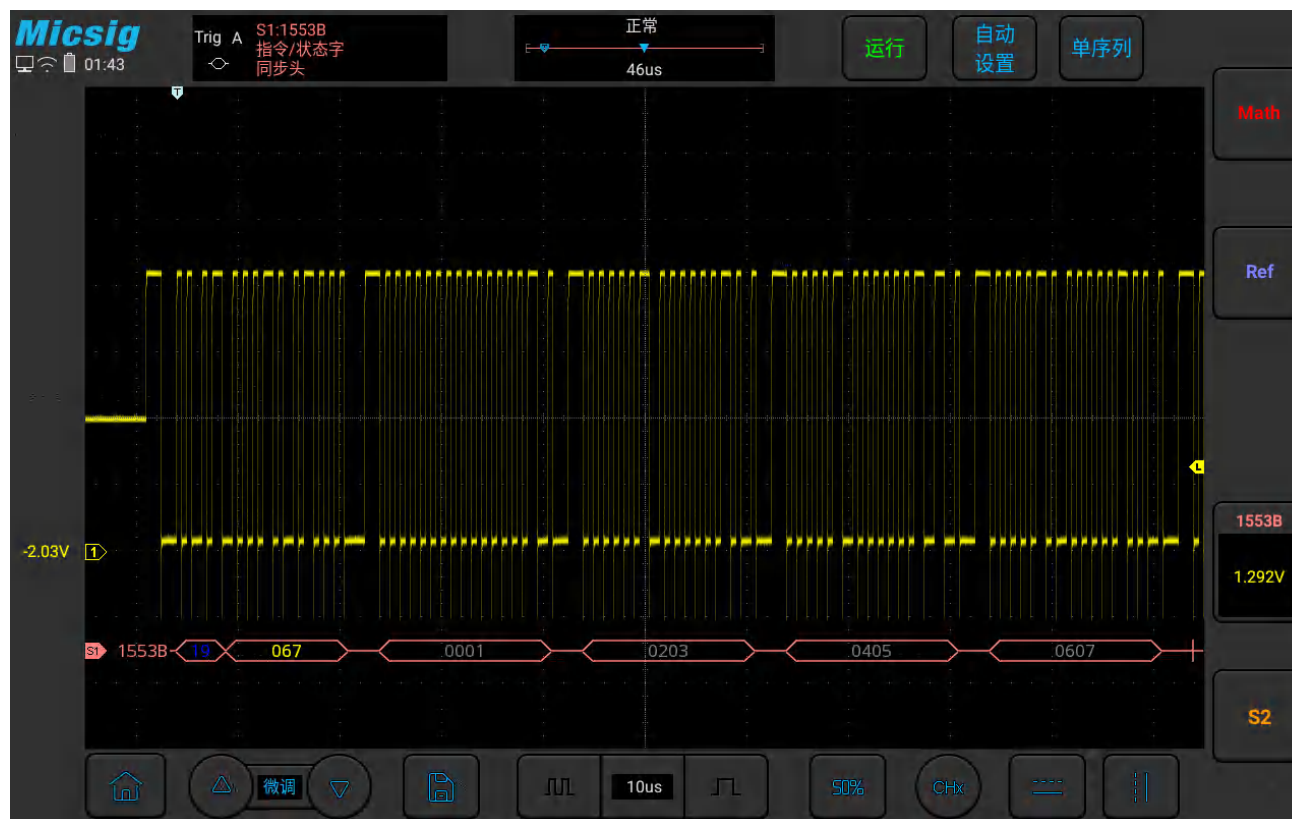 Micsig
01:43
Trig A
S1:1553B
指令/状态字
同步头
正常
46us
运行
自动
设置
单序列
T
Math
Ref
L
-2.03V
1
1553B
1.292V
S1 1553B 19 067 0001 0203 0405 0607
S2
微调
10us
50%
CHx